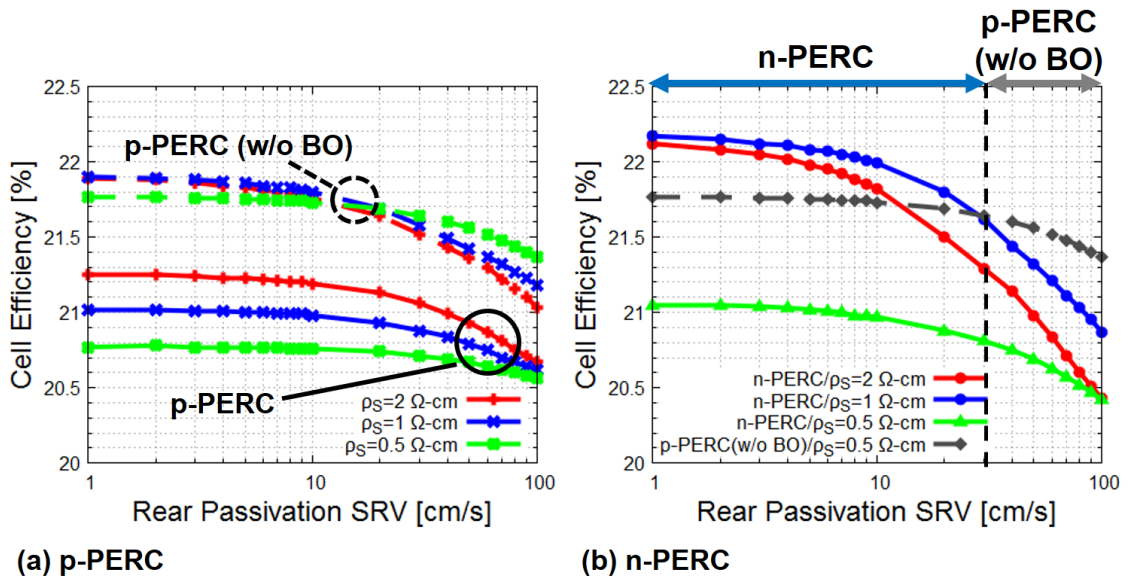 n-PERC
p-PERC
(w/o BO)
22.5
22
21.5
21
20.5
20
Cell Efficiency [%]
p-PERC (w/o BO)
p-PERC
ρS=2 Ω-cm
ρS=1 Ω-cm
ρS=0.5 Ω-cm
1
10
100
Rear Passivation SRV [cm/s]
(a) p-PERC
22.5
22
21.5
21
20.5
20
Cell Efficiency [%]
n-PERC/ρS=2 Ω-cm
n-PERC/ρS=1 Ω-cm
n-PERC/ρS=0.5 Ω-cm
p-PERC(w/o BO)/ρS=0.5 Ω-cm
1
10
100
Rear Passivation SRV [cm/s]
(b) n-PERC